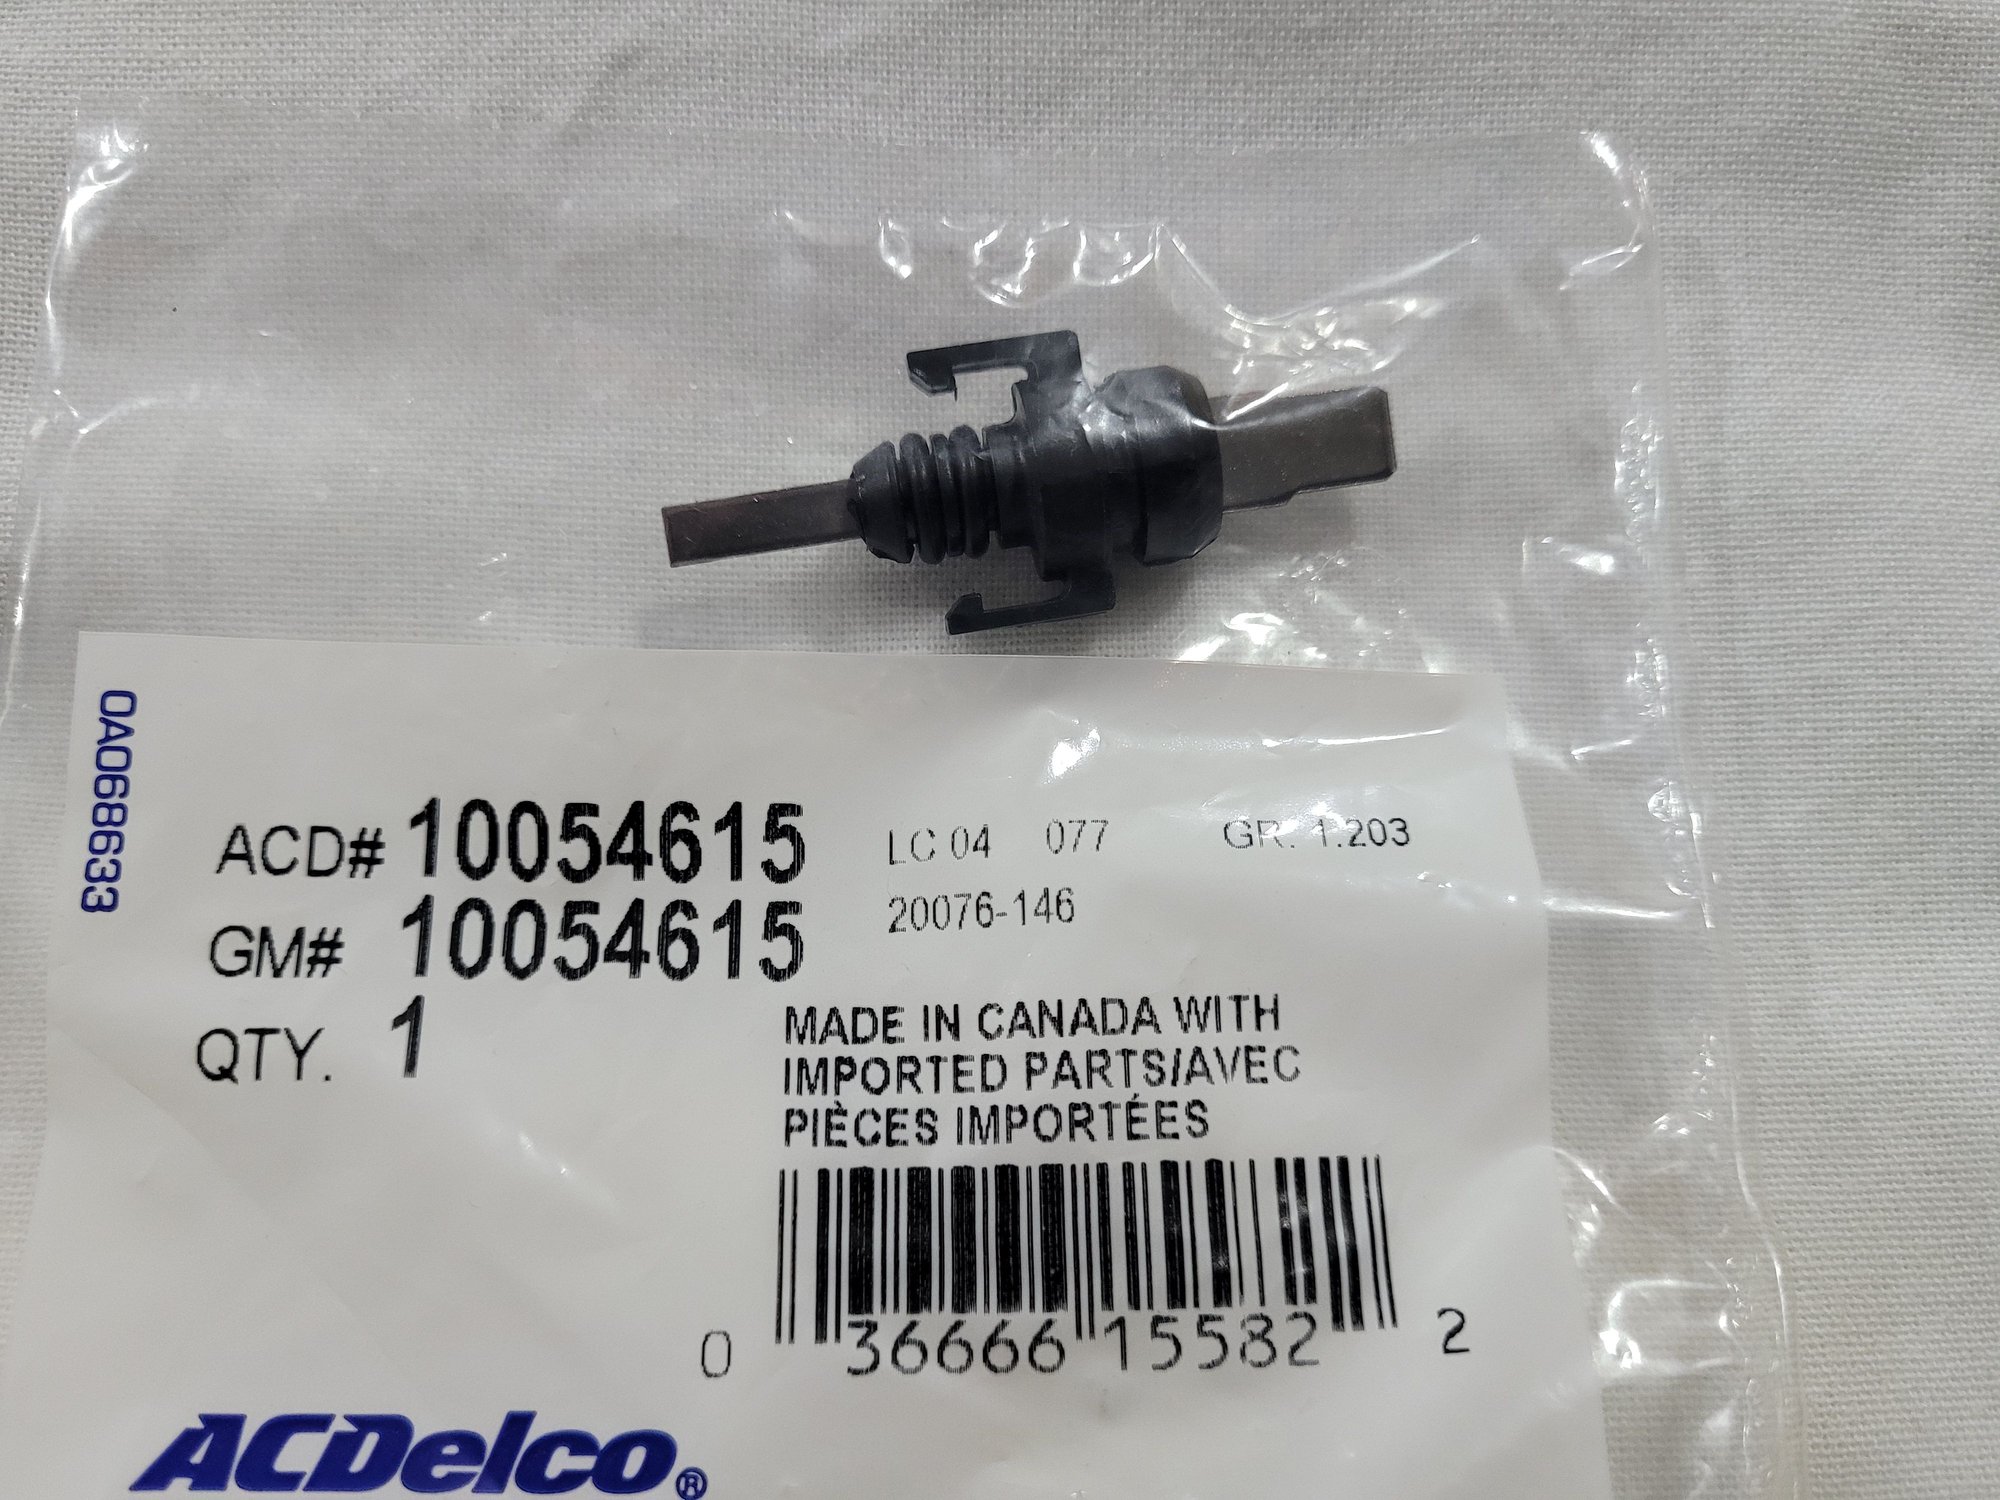 0A068633
ACD# 10054615
GM# 10054615
QTY. 1
LC 04 077 GR. 1.203
20076-146
MADE IN CANADA WITH
IMPORTED PARTS/AVEC
PIÈCES IMPORTÉES
0 36666 15582 2
ACDelco®